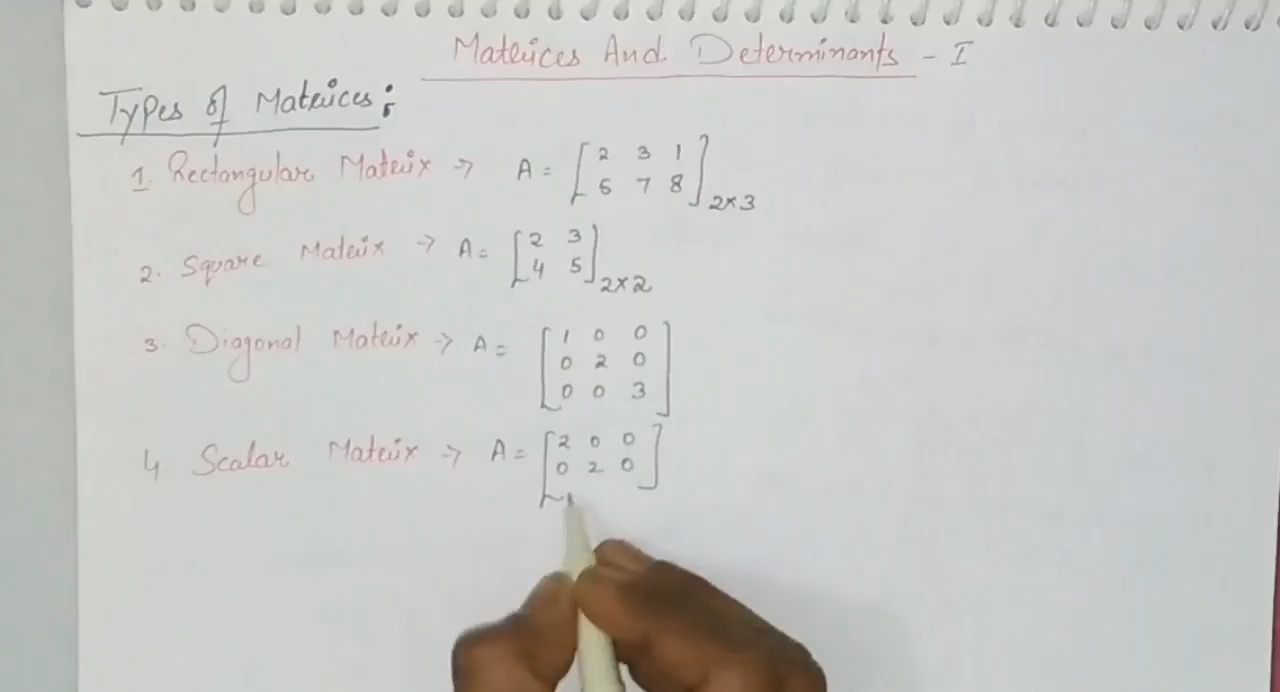 Matrices And Determinants - I
Types of Matrices:
1. Rectangular Matrix → A = [2 3 1
6 7 8] 2×3
2. Square Matrix → A = [2 3
4 5] 2×2
3. Diagonal Matrix → A = [1 0 0
0 2 0
0 0 3]
4 Scalar Matrix → A = [2 0 0
0 2 0]